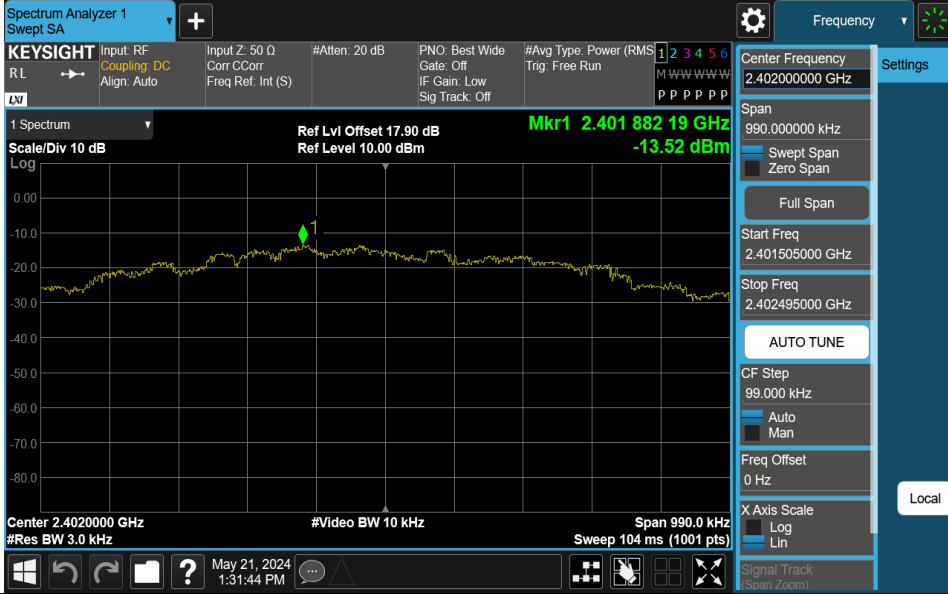 Spectrum Analyzer 1
Swept SA
+
Frequency
KEYSIGHT
RL
LXI
Input: RF
Coupling: DC
Align: Auto
Input Z: 50 Ω
Corr CCorr
Freq Ref: Int (S)
#Atten: 20 dB
PNO: Best Wide
Gate: Off
IF Gain: Low
Sig Track: Off
#Avg Type: Power (RMS
Trig: Free Run
1 2 3 4 5 6
M W W W W W
P P P P P P
1 Spectrum
Scale/Div 10 dB
Log
Ref Lvl Offset 17.90 dB
Ref Level 10.00 dBm
Mkr1 2.401 882 19 GHz
-13.52 dBm
0.00
-10.0
-20.0
-30.0
-40.0
-50.0
-60.0
-70.0
-80.0
1
Center 2.4020000 GHz
#Res BW 3.0 kHz
#Video BW 10 kHz
Span 990.0 kHz
Sweep 104 ms (1001 pts)
?
May 21, 2024
1:31:44 PM
Center Frequency
2.402000000 GHz
Span
990.000000 kHz
Swept Span
Zero Span
Full Span
Start Freq
2.401505000 GHz
Stop Freq
2.402495000 GHz
AUTO TUNE
CF Step
99.000 kHz
Auto
Man
Freq Offset
0 Hz
X Axis Scale
Log
Lin
Signal Track
(Span Zoom)
Settings
Local